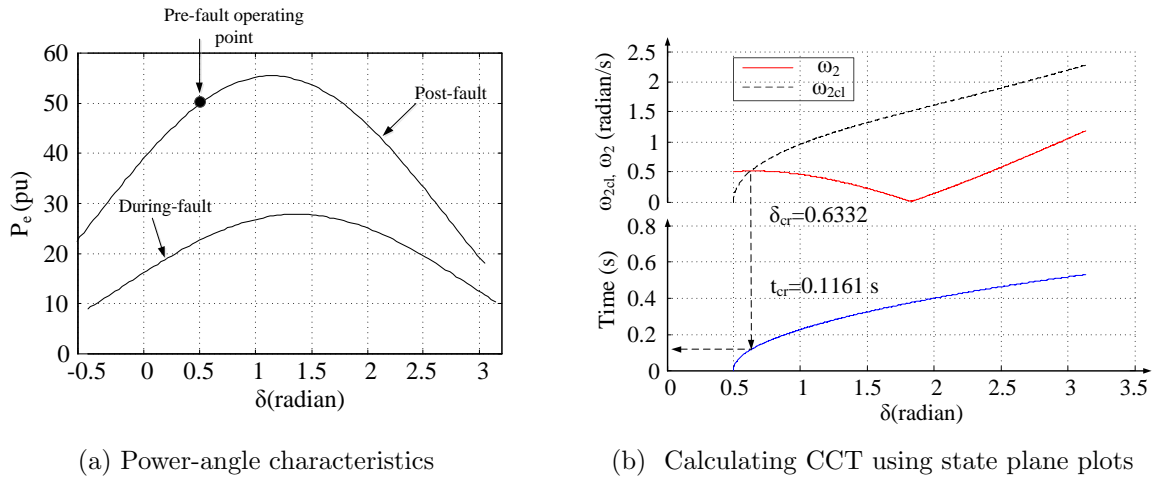 Pre-fault operating
point
60
50
40
30
20
10
0
P_e (pu)
Post-fault
During-fault
-0.5 0 0.5 1 1.5 2 2.5 3
δ(radian)
(a) Power-angle characteristics
2.5
2
1.5
1
0.5
0
ω_2cl, ω_2 (radian/s)
ω_2
ω_2cl
δ_cr=0.6332
0.8
0.6
0.4
0.2
0
Time (s)
t_cr=0.1161 s
0 0.5 1 1.5 2 2.5 3 3.5
δ(radian)
(b) Calculating CCT using state plane plots